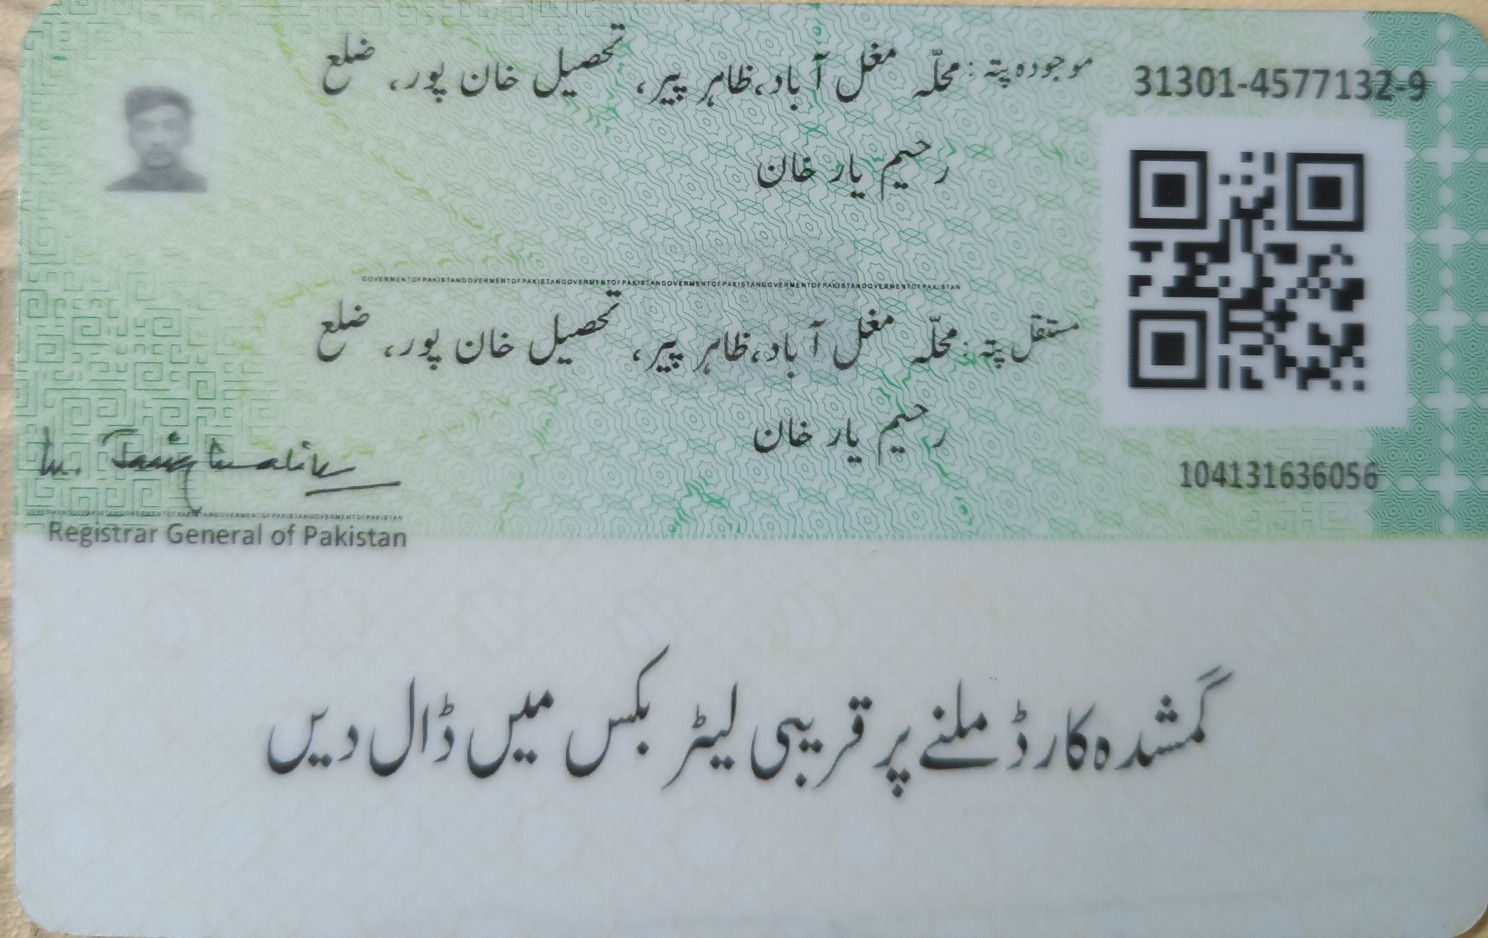 31301-4577132-9
موجودہ پتہ: محلّہ مغل آباد، ظاہر پیر، تحصیل خان پور، ضلع
رحیم یار خان
GOVERMENTOFPAKISTANGOVERMENTOFPAKISTANGOVERMENTOFPAKISTANGOVERMENTOFPAKISTANGOVERMENTOFPAKISTAN
مستقل پتہ: محلّہ مغل آباد، ظاہر پیر، تحصیل خان پور، ضلع
رحیم یار خان
104131636056
Registrar General of Pakistan
گمشدہ کارڈ ملنے پر قریبی لیٹر بکس میں ڈال دیں